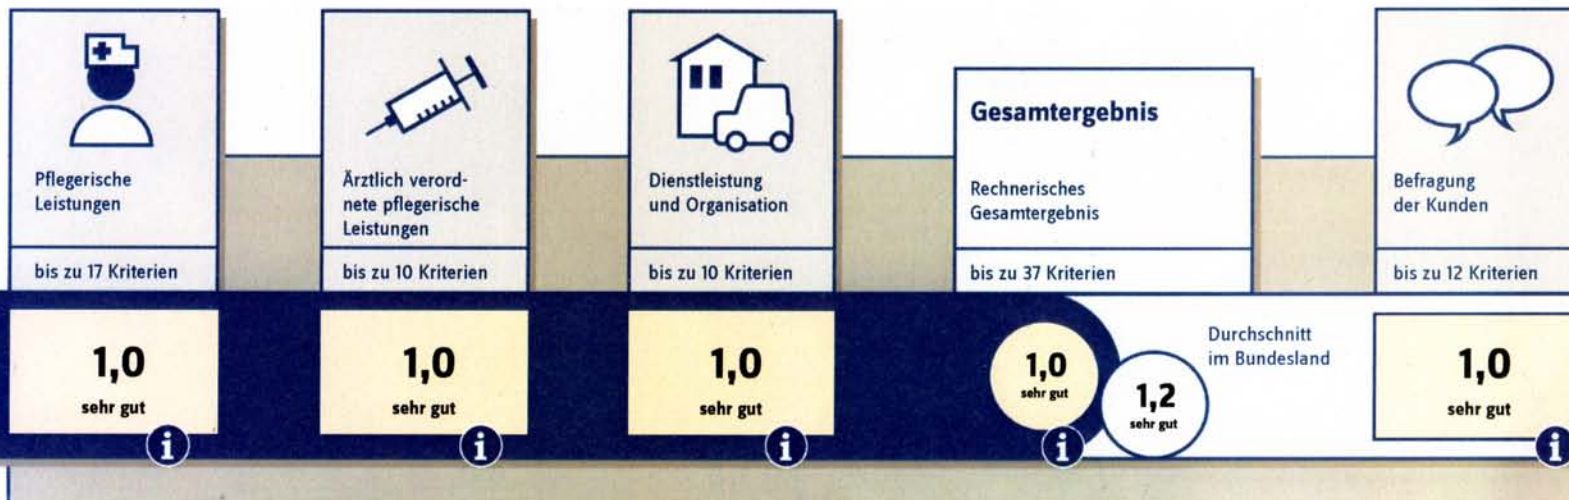 Pflegerische
Leistungen
bis zu 17 Kriterien
1,0
sehr gut
i
Ärztlich verord-
nete pflegerische
Leistungen
bis zu 10 Kriterien
1,0
sehr gut
i
Dienstleistung
und Organisation
bis zu 10 Kriterien
1,0
sehr gut
i
Gesamtergebnis
Rechnerisches
Gesamtergebnis
bis zu 37 Kriterien
1,0
sehr gut
i
1,2
sehr gut
Durchschnitt
im Bundesland
Befragung
der Kunden
bis zu 12 Kriterien
1,0
sehr gut
i